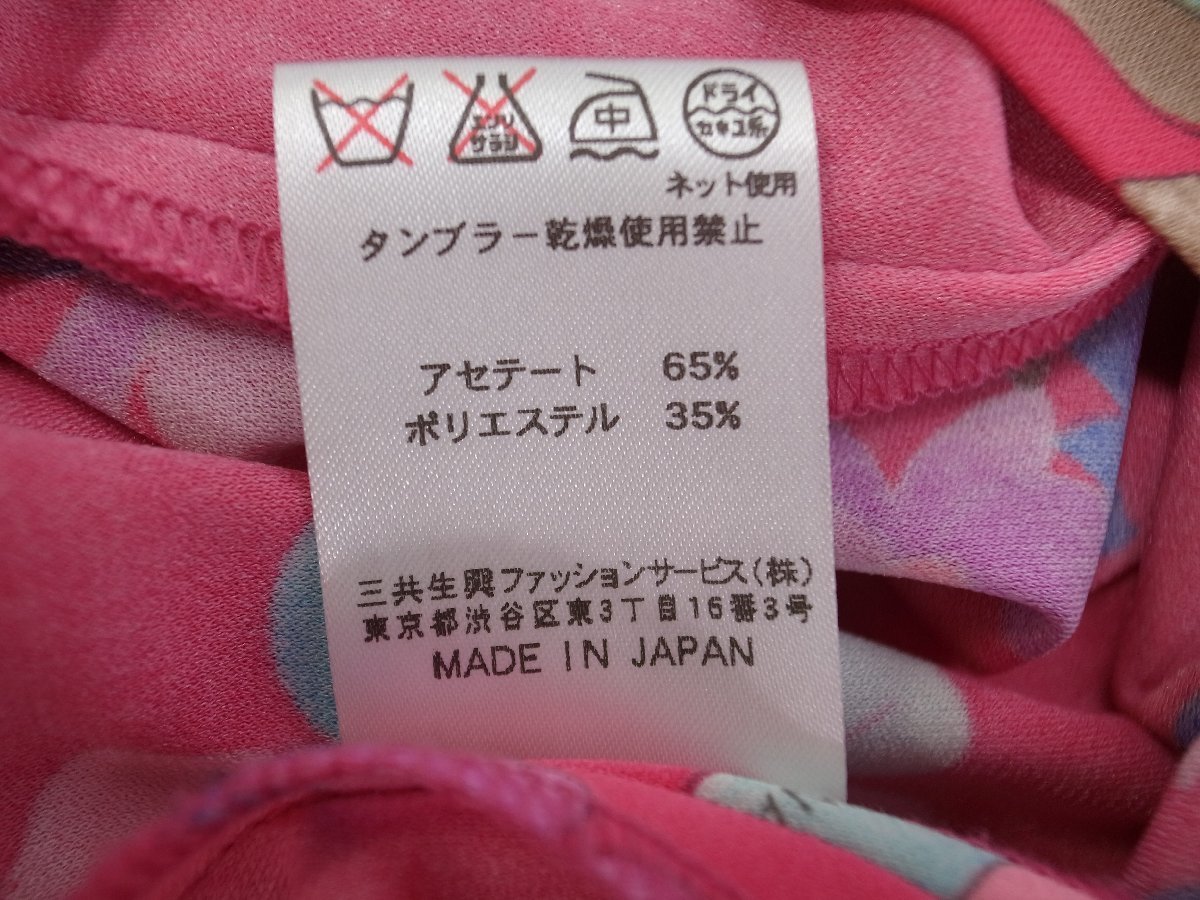 エンソ
サラシ
中
ドライ
セキユ系
ネット使用
タンブラー乾燥使用禁止
アセテート 65%
ポリエステル 35%
三共生興ファッションサービス(株)
東京都渋谷区東3丁目16番3号
MADE IN JAPAN